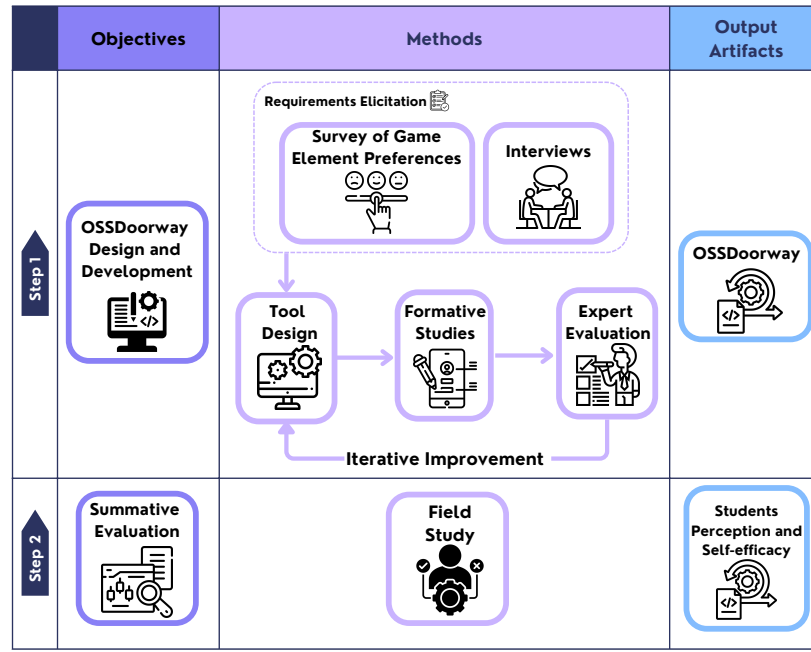 Objectives
Methods
Output
Artifacts
Step 1
OSSDoorway
Design and
Development
Requirements Elicitation
Survey of Game
Element Preferences
Interviews
Tool
Design
Formative
Studies
Expert
Evaluation
Iterative Improvement
OSSDoorway
Step 2
Summative
Evaluation
Field
Study
Students
Perception and
Self-efficacy